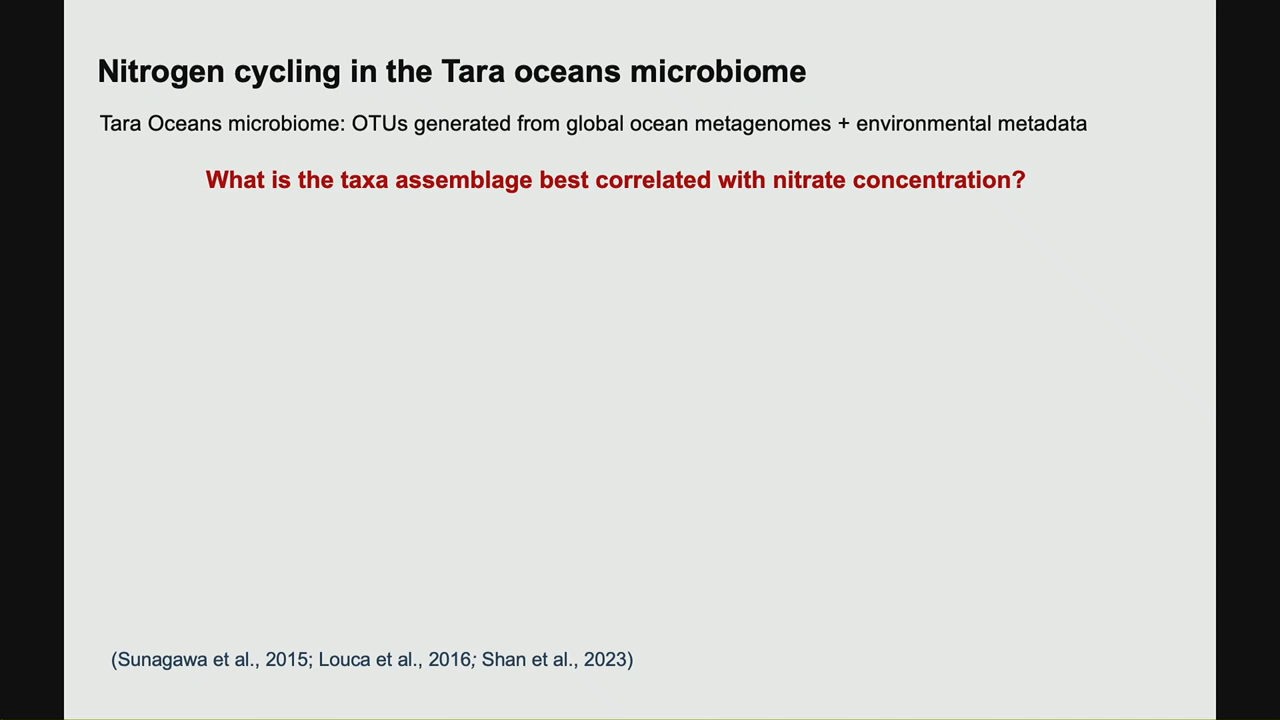 Nitrogen cycling in the Tara oceans microbiome
Tara Oceans microbiome: OTUs generated from global ocean metagenomes + environmental metadata
What is the taxa assemblage best correlated with nitrate concentration?
(Sunagawa et al., 2015; Louca et al., 2016; Shan et al., 2023)